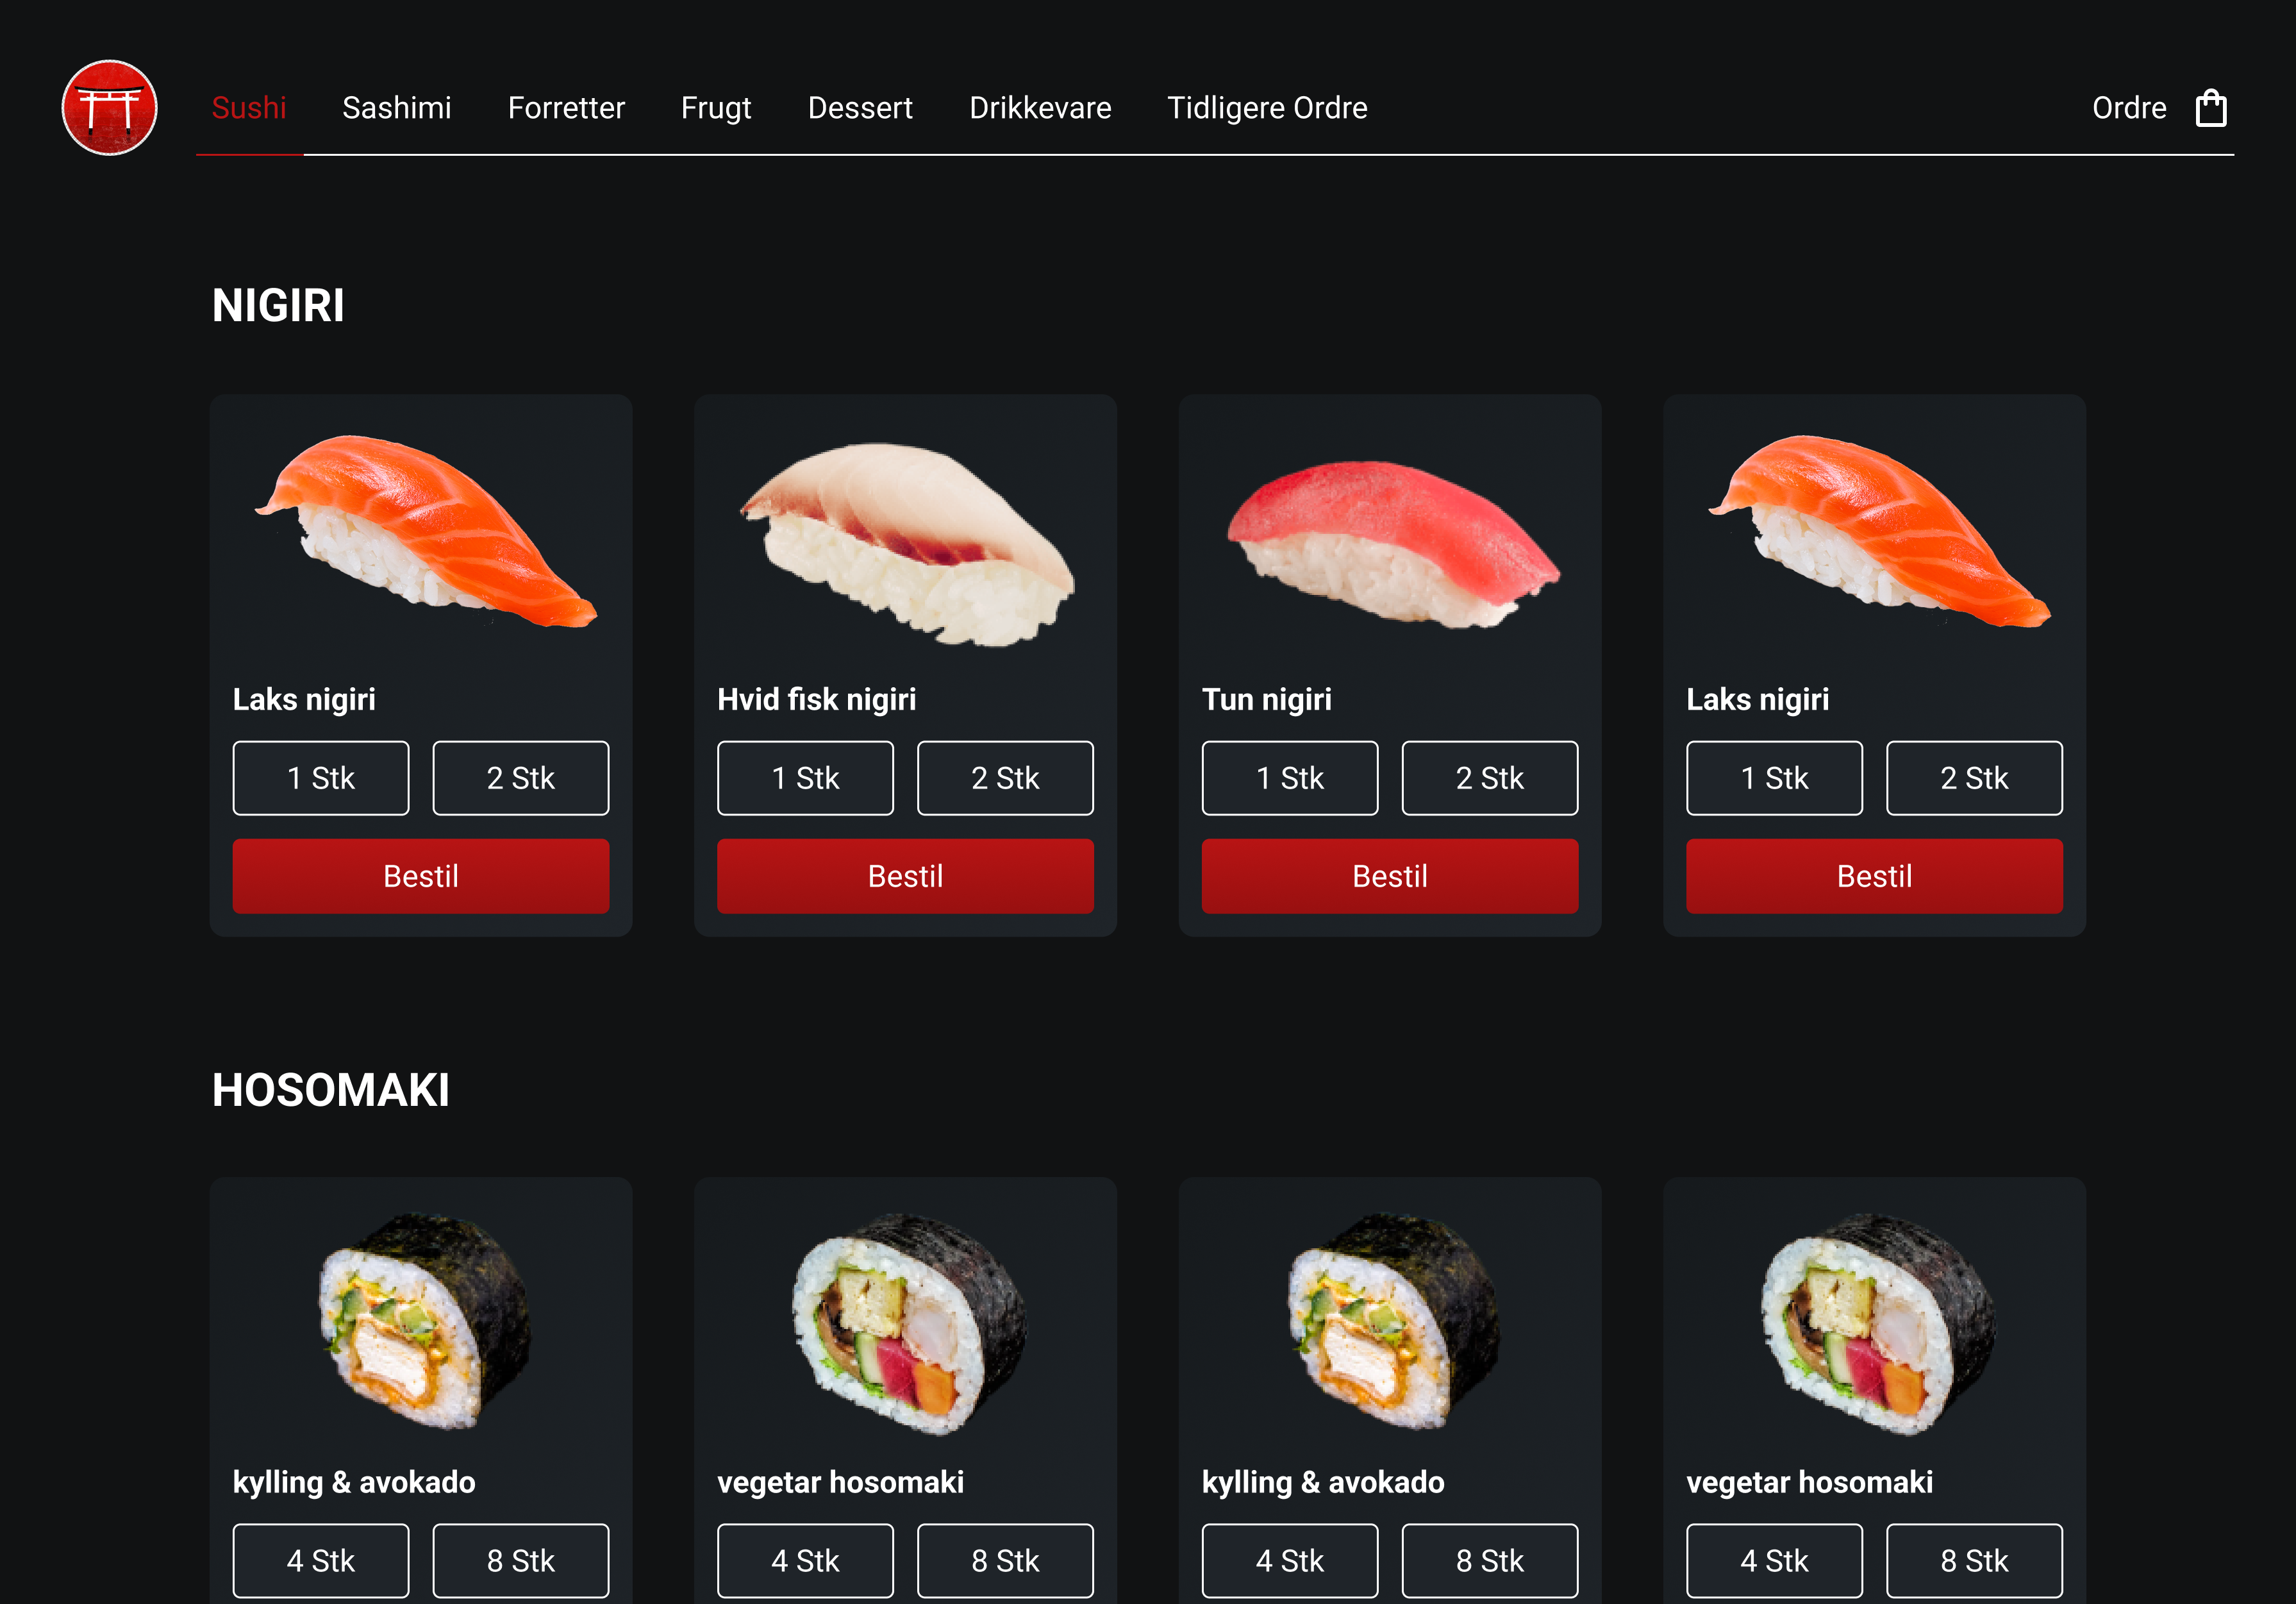 Sushi Sashimi Forretter Frugt Dessert Drikkevare Tidligere Ordre Ordre
NIGIRI
Laks nigiri Hvid fisk nigiri Tun nigiri Laks nigiri
1 Stk 2 Stk 1 Stk 2 Stk 1 Stk 2 Stk 1 Stk 2 Stk
Bestil Bestil Bestil Bestil
HOSOMAKI
kylling & avokado vegetar hosomaki kylling & avokado vegetar hosomaki
4 Stk 8 Stk 4 Stk 8 Stk 4 Stk 8 Stk 4 Stk 8 Stk